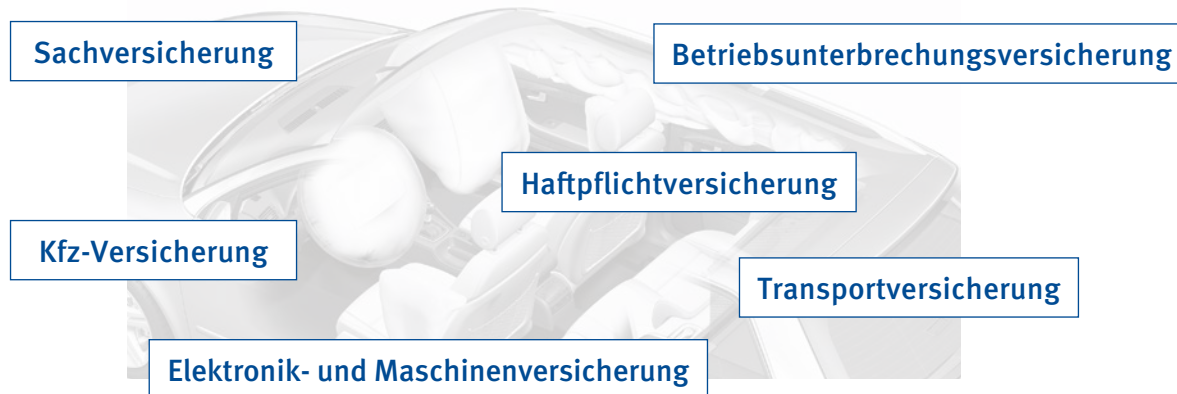 Sachversicherung
Betriebsunterbrechungsversicherung
Haftpflichtversicherung
Kfz-Versicherung
Transportversicherung
Elektronik- und Maschinenversicherung